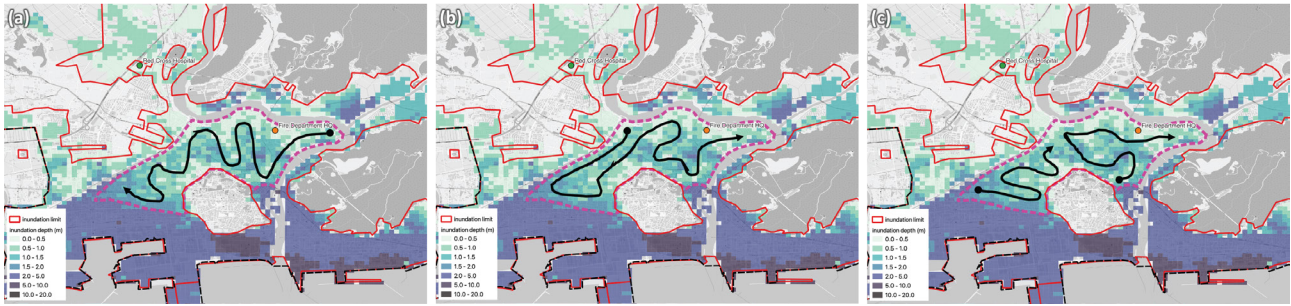 (a)
Red Cross Hospital
Fire Department HQ
inundation limit
inundation depth (m)
0.0 - 0.5
0.5 - 1.0
1.0 - 1.5
1.5 - 2.0
2.0 - 5.0
5.0 - 10.0
10.0 - 20.0
(b)
Red Cross Hospital
Fire Department HQ
inundation limit
inundation depth (m)
0.0 - 0.5
0.5 - 1.0
1.0 - 1.5
1.5 - 2.0
2.0 - 5.0
5.0 - 10.0
10.0 - 20.0
(c)
Red Cross Hospital
Fire Department HQ
inundation limit
inundation depth (m)
0.0 - 0.5
0.5 - 1.0
1.0 - 1.5
1.5 - 2.0
2.0 - 5.0
5.0 - 10.0
10.0 - 20.0